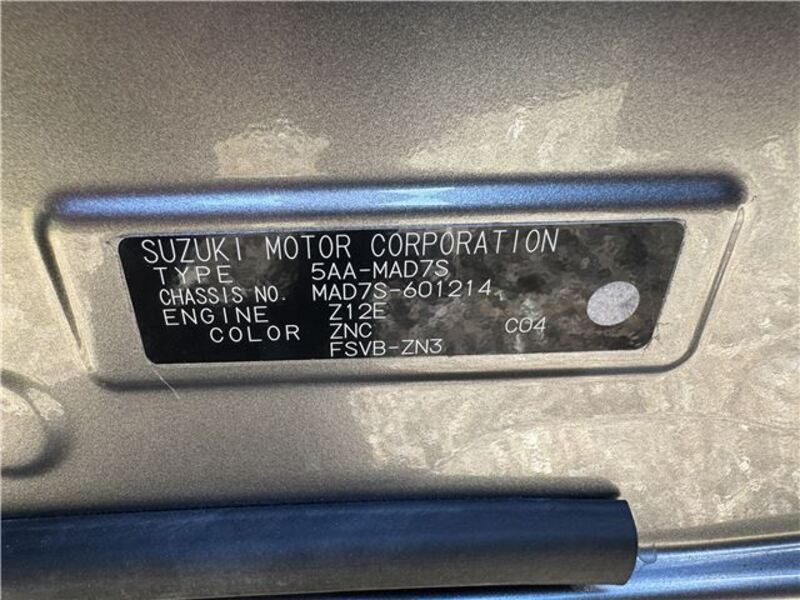 SUZUKI MOTOR CORPORATION
TYPE 5AA-MAD7S
CHASSIS NO. MAD7S-601214
ENGINE Z12E
COLOR ZNC C04
FSVB-ZN3